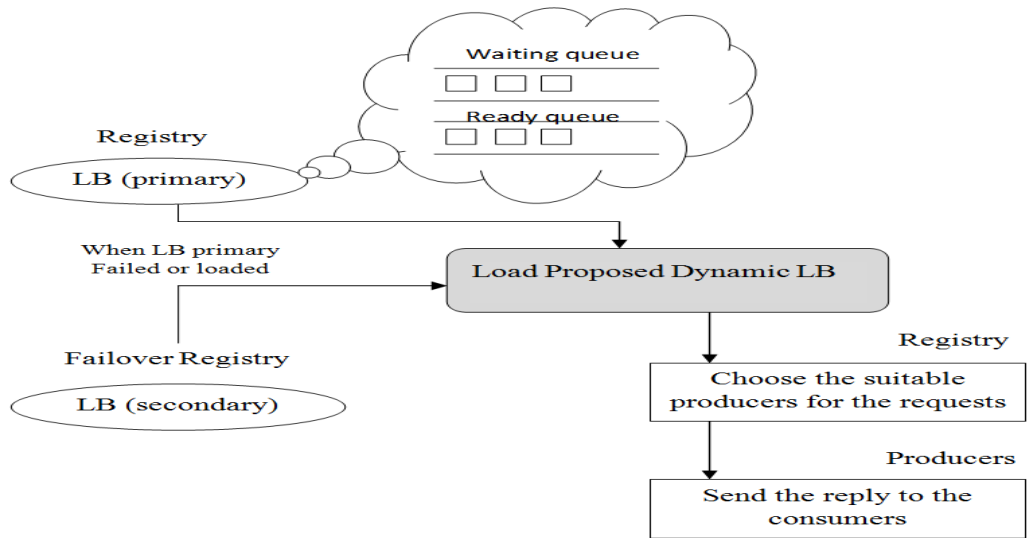 Waiting queue
Ready queue
Registry
LB (primary)
When LB primary
Failed or loaded
Load Proposed Dynamic LB
Failover Registry
LB (secondary)
Registry
Choose the suitable
producers for the requests
Producers
Send the reply to the
consumers